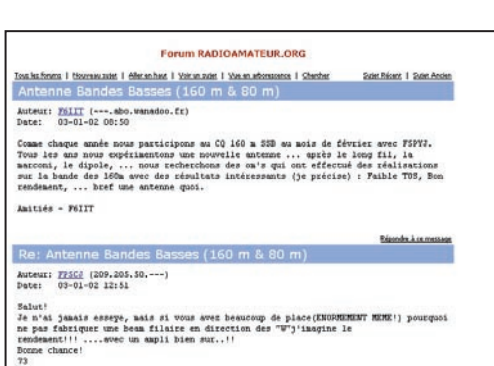 Forum RADIOAMATEUR.ORG
Tous les forums | Nouveau sujet | Aller en haut | Voir un sujet | Vue en arborescence | Chercher Sujet Récent | Sujet Ancien
Antenne Bandes Basses (160 m & 80 m)
Auteur: F6IIT (---.abo.wanadoo.fr)
Date: 03-01-02 08:50
Comme chaque année nous participons au CQ 160 m SSB au mois de février avec F5PYJ.
Tous les ans nous expérimentons une nouvelle antenne ... après le long fil, la
marconi, le dipole, ... nous recherchons des om's qui ont effectué des réalisations
sur la bande des 160m avec des résultats intéressants (je précise) : Faible TOS, Bon
rendement, ... bref une antenne quoi.
Amitiés - F6IIT
Répondre à ce message
Re: Antenne Bandes Basses (160 m & 80 m)
Auteur: (209.205.50.---)
Date: 03-01-02 12:51
Salut!
Je n'ai jamais esseye, mais si vous avez beaucoup de place(ENORMEMENT MEME!) pourquoi
ne pas fabriquer une beam filaire en direction des "W"j'imagine le
rendement!!! ....avec un ampli bien sur..!!
Bonne chance!
73